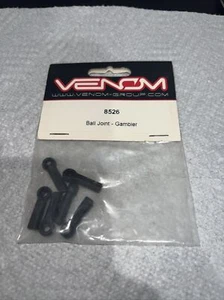 VENOM
WWW.VENOM-GROUP.COM
8526
Ball Joint - Gambler